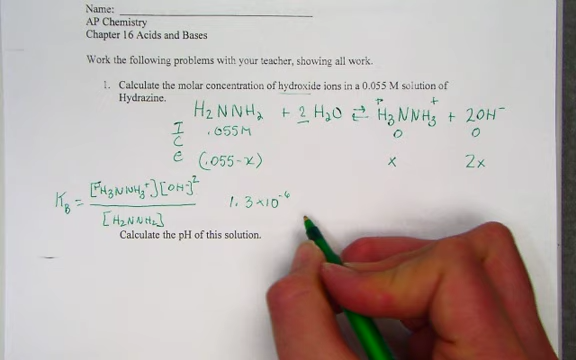 Name:
AP Chemistry
Chapter 16 Acids and Bases
Work the following problems with your teacher, showing all work.
1. Calculate the molar concentration of hydroxide ions in a 0.055 M solution of
Hydrazine.
H₂NNH₂ + 2 H₂O ⇌ ⁺H₃NNH₃⁺ + 2OH⁻
I .055M 0 0
C
e (.055-x) x 2x
K_B = [⁺H₃NNH₃⁺][OH⁻]² / [H₂NNH₂] 1.3×10⁻⁶
Calculate the pH of this solution.